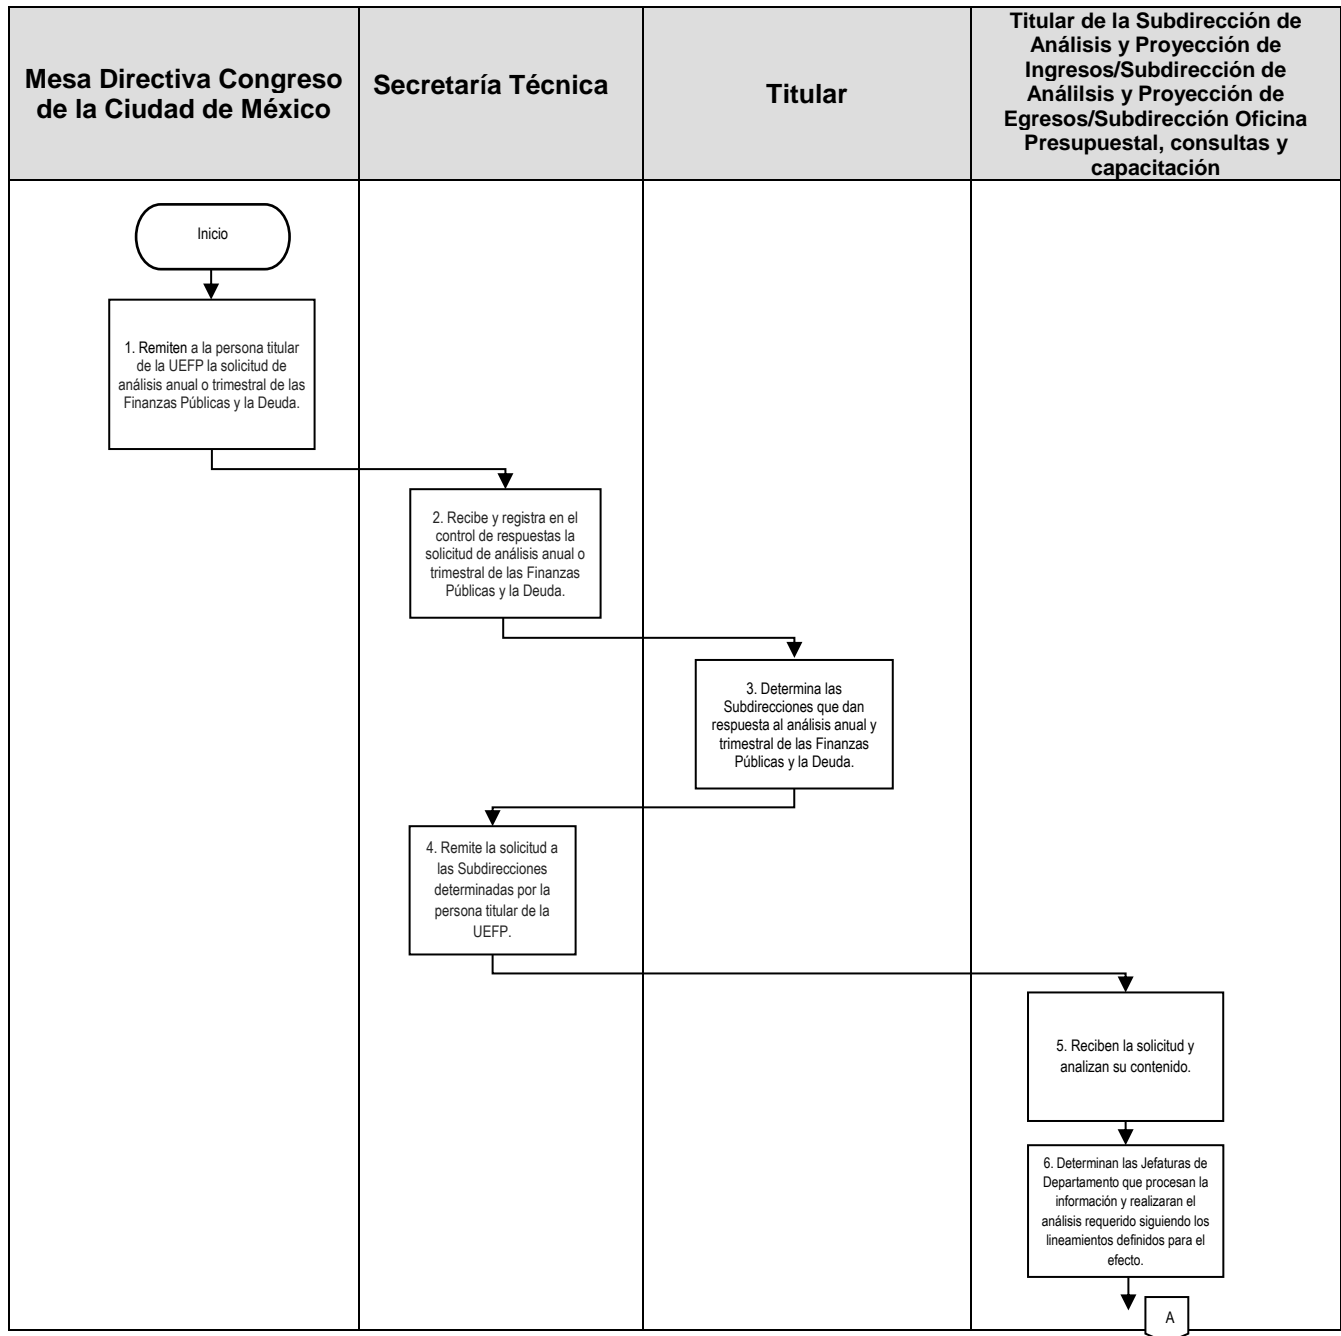 Mesa Directiva Congreso
de la Ciudad de México
Secretaría Técnica
Titular
Titular de la Subdirección de
Análisis y Proyección de
Ingresos/Subdirección de
Análilsis y Proyección de
Egresos/Subdirección Oficina
Presupuestal, consultas y
capacitación
Inicio
1. Remiten a la persona titular
de la UEFP la solicitud de
análisis anual o trimestral de las
Finanzas Públicas y la Deuda.
2. Recibe y registra en el
control de respuestas la
solicitud de análisis anual o
trimestral de las Finanzas
Públicas y la Deuda.
3. Determina las
Subdirecciones que dan
respuesta al análisis anual y
trimestral de las Finanzas
Públicas y la Deuda.
4. Remite la solicitud a
las Subdirecciones
determinadas por la
persona titular de la
UEFP.
5. Reciben la solicitud y
analizan su contenido.
6. Determinan las Jefaturas de
Departamento que procesan la
información y realizaran el
análisis requerido siguiendo los
lineamientos definidos para el
efecto.
A